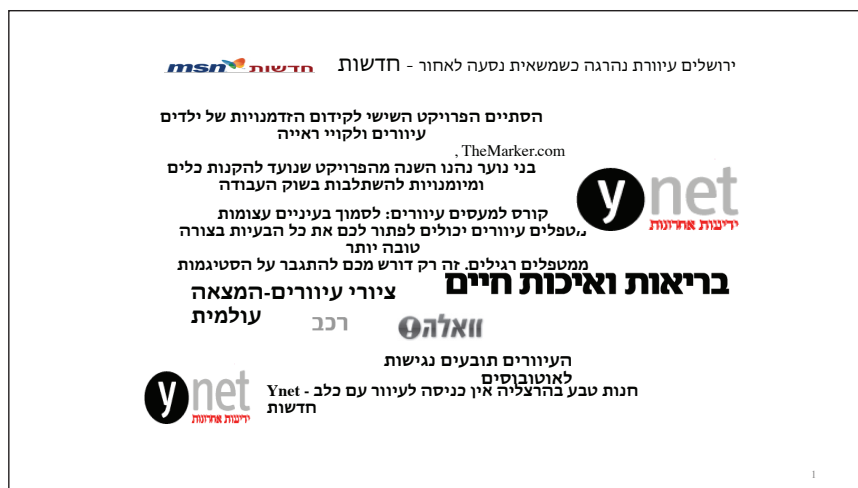 ירושלים עיוורת נהרגה כשמשאית נסעה לאחור - חדשות
חדשות msn
הסתיים הפרויקט השישי לקידום הזדמנויות של ילדים
עיוורים ולקויי ראייה
, TheMarker.com
בני נוער נהנו השנה מהפרויקט שנועד להקנות כלים
ומיומנויות להשתלבות בשוק העבודה
ynet
ידיעות אחרונות
קורס למעסים עיוורים: לסמוך בעיניים עצומות
מטפלים עיוורים יכולים לפתור לכם את כל הבעיות בצורה
טובה יותר
ממטפלים רגילים. זה רק דורש מכם להתגבר על הסטיגמות
בריאות ואיכות חיים
ציורי עיוורים-המצאה
עולמית
וואלה!
רכב
העיוורים תובעים נגישות
לאוטובוסים
חנות טבע בהרצליה אין כניסה לעיוור עם כלב - Ynet
חדשות
ynet
ידיעות אחרונות
1